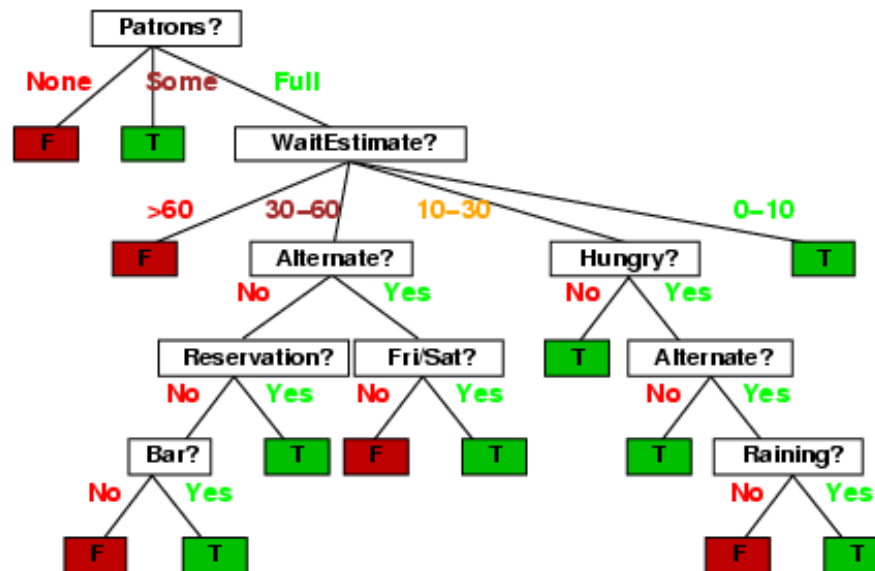 Patrons?
None Some Full
F T WaitEstimate?
>60 30–60 10–30 0–10
F Alternate? Hungry? T
No Yes No Yes
Reservation? Fri/Sat? T Alternate?
No Yes No Yes No Yes
Bar? T F T T Raining?
No Yes No Yes
F T F T